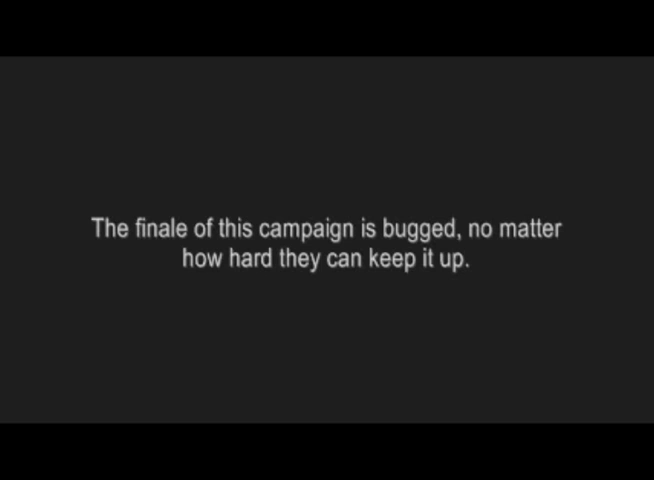 The finale of this campaign is bugged, no matter
how hard they can keep it up.